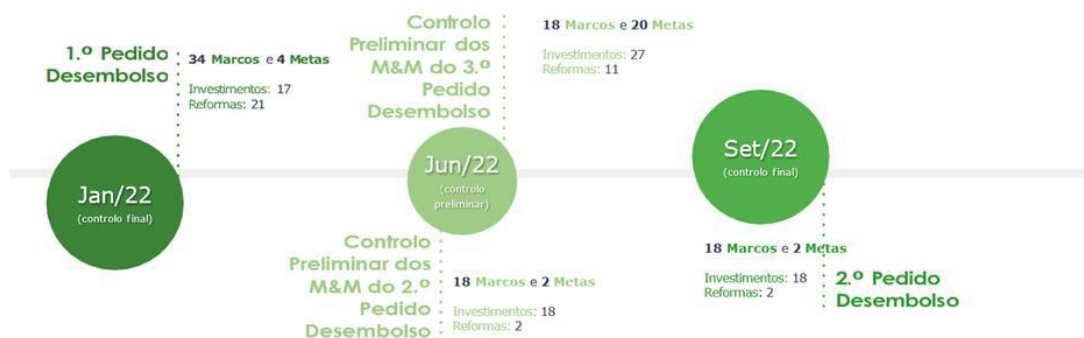 1.º Pedido
Desembolso
34 Marcos e 4 Metas
Investimentos: 17
Reformas: 21
Jan/22
(controlo final)
Controlo
Preliminar dos
M&M do 3.º
Pedido
Desembolso
18 Marcos e 20 Metas
Investimentos: 27
Reformas: 11
Jun/22
(controlo
preliminar)
Controlo
Preliminar dos
M&M do 2.º
Pedido
Desembolso
18 Marcos e 2 Metas
Investimentos: 18
Reformas: 2
Set/22
(controlo final)
18 Marcos e 2 Metas
Investimentos: 18
Reformas: 2
2.º Pedido
Desembolso